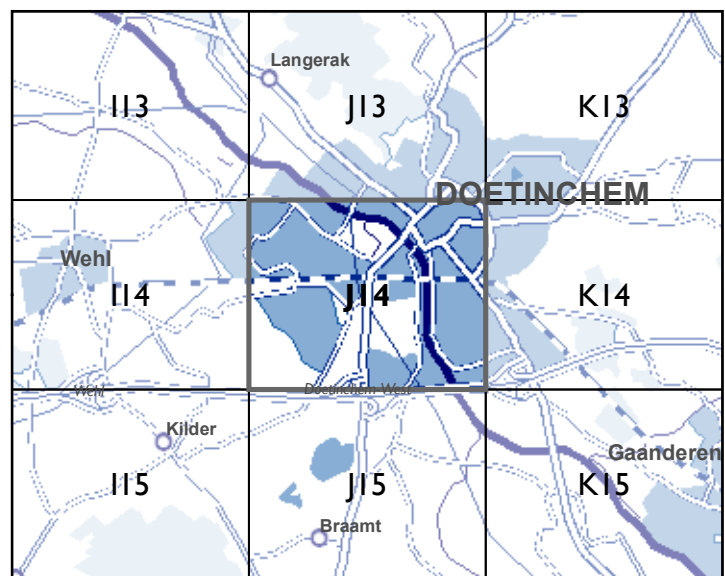 Langerak
I13
J13
K13
DOETINCHEM
Wehl
I14
J14
K14
Wehl
Doetinchem-West
Kilder
Gaanderen
I15
J15
K15
Braamt